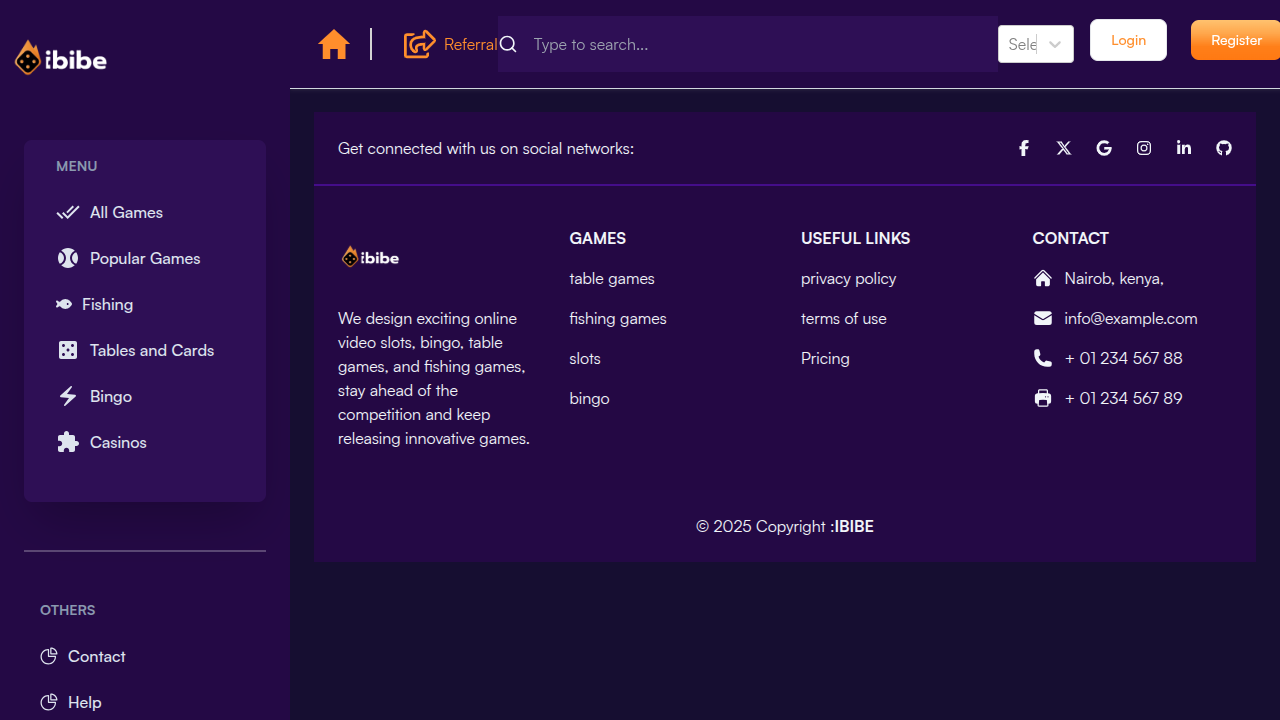 ibibe
Referral
Type to search...
Sele
Login
Register
MENU
All Games
Popular Games
Fishing
Tables and Cards
Bingo
Casinos
OTHERS
Contact
Help
Get connected with us on social networks:
ibibe
We design exciting online
video slots, bingo, table
games, and fishing games,
stay ahead of the
competition and keep
releasing innovative games.
GAMES
table games
fishing games
slots
bingo
USEFUL LINKS
privacy policy
terms of use
Pricing
CONTACT
Nairob, kenya,
info@example.com
+ 01 234 567 88
+ 01 234 567 89
© 2025 Copyright :IBIBE